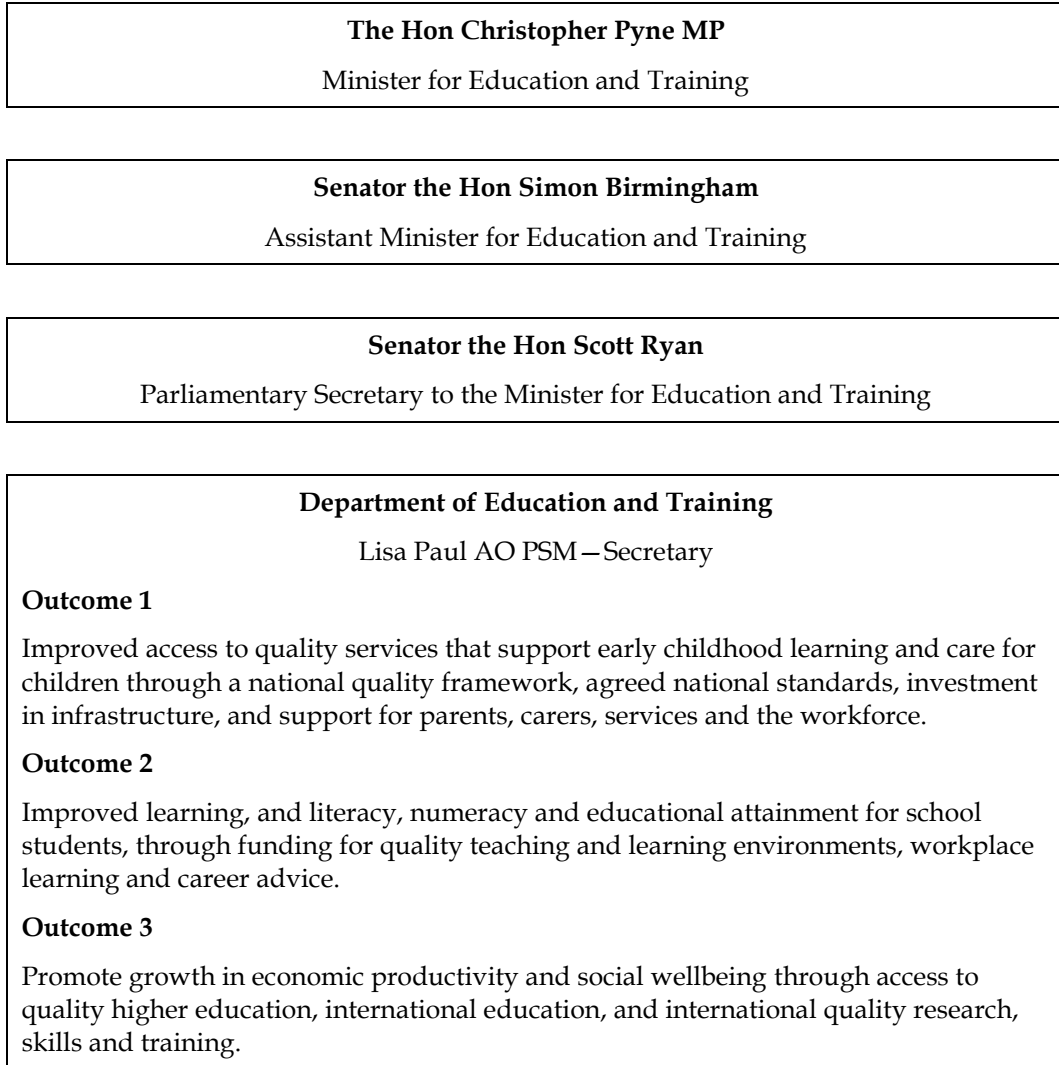 The Hon Christopher Pyne MP
Minister for Education and Training
Senator the Hon Simon Birmingham
Assistant Minister for Education and Training
Senator the Hon Scott Ryan
Parliamentary Secretary to the Minister for Education and Training
Department of Education and Training
Lisa Paul AO PSM—Secretary
Outcome 1
Improved access to quality services that support early childhood learning and care for
children through a national quality framework, agreed national standards, investment
in infrastructure, and support for parents, carers, services and the workforce.
Outcome 2
Improved learning, and literacy, numeracy and educational attainment for school
students, through funding for quality teaching and learning environments, workplace
learning and career advice.
Outcome 3
Promote growth in economic productivity and social wellbeing through access to
quality higher education, international education, and international quality research,
skills and training.